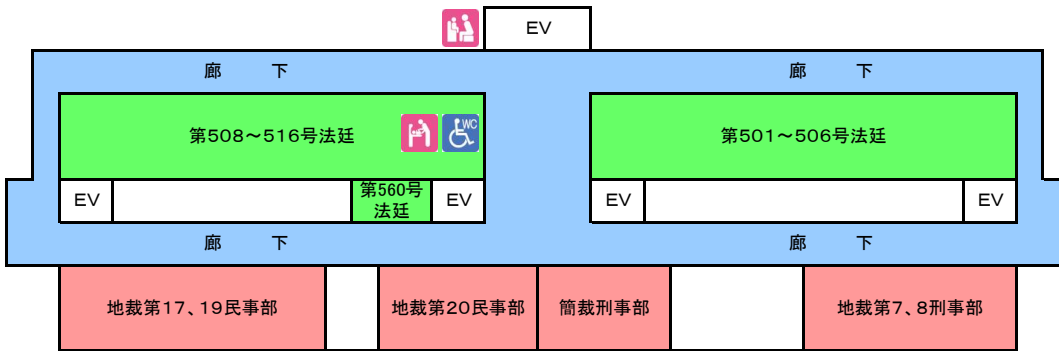 EV
廊　　下
廊　　下
第508～516号法廷
WC
第501～506号法廷
EV
第560号
法廷
EV
EV
EV
廊　　下
廊　　下
地裁第17、19民事部
地裁第20民事部
簡裁刑事部
地裁第7、8刑事部